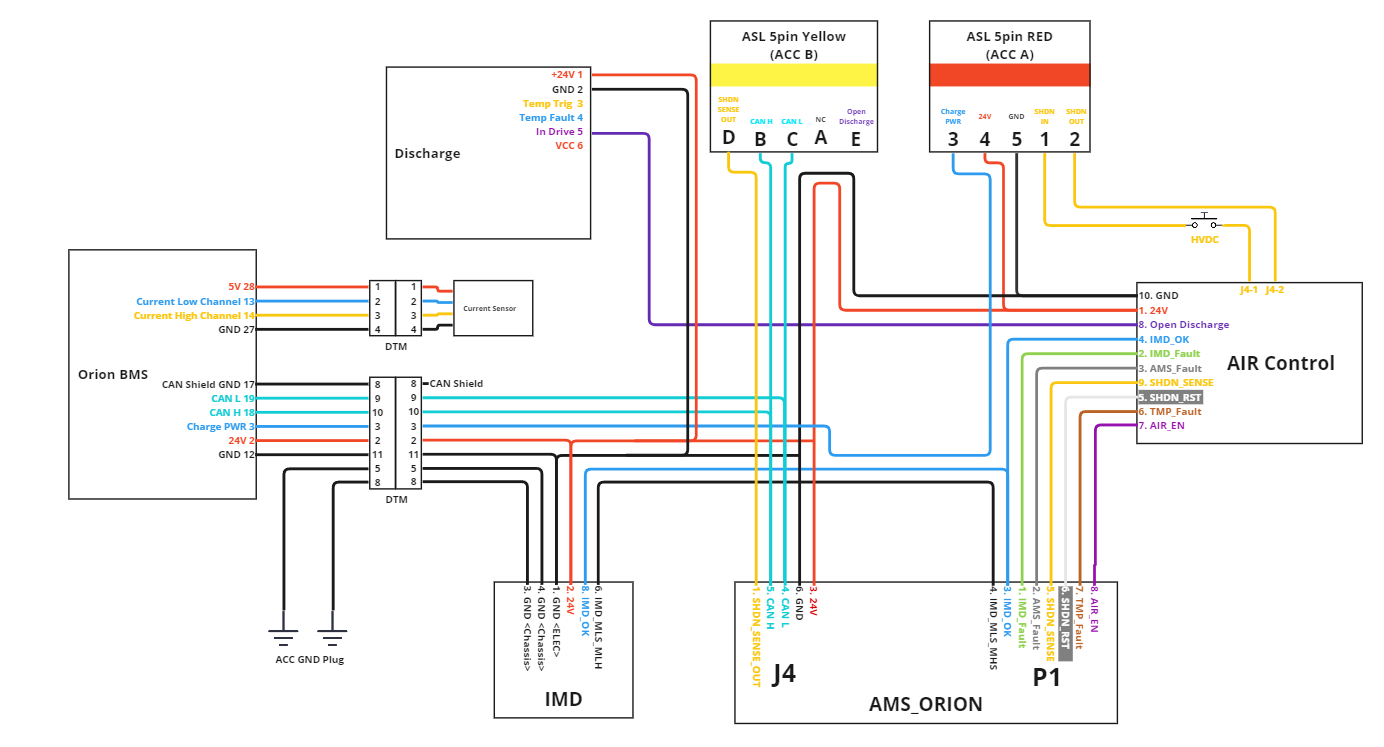 ASL 5pin Yellow
(ACC B)
SHDN
SENSE
OUT
CAN H
CAN L
NC
Open
Discharge
D B C A E
ASL 5pin RED
(ACC A)
Charge
PWR
24V
GND
SHDN
IN
SHDN
OUT
3 4 5 1 2
Discharge
+24V 1
GND 2
Temp Trig 3
Temp Fault 4
In Drive 5
VCC 6
HVDC
J4-1 J4-2
AIR Control
10. GND
1. 24V
8. Open Discharge
4. IMD_OK
2. IMD_Fault
3. AMS_Fault
9. SHDN_SENSE
5. SHDN_RST
6. TMP_Fault
7. AIR_EN
Orion BMS
5V 28
Current Low Channel 13
Current High Channel 14
GND 27
CAN Shield GND 17
CAN L 19
CAN H 18
Charge PWR 3
24V 2
GND 12
1 1
2 2
3 3
4 4
DTM
Current Sensor
8 8
9 9
10 10
3 3
2 2
11 11
5 5
8 8
DTM
CAN Shield
ACC GND Plug
3. GND <Chassis>
4. GND <Chassis>
1. GND <ELEC>
2. 24V
8. IMD_OK
6. IMD_MLS_MLH
IMD
1. SHDN_SENSE_OUT
5. CAN H
4. CAN L
6. GND
3. 24V
J4
4. IMD_MLS_MHS
3. IMD_OK
1. IMD_Fault
2. AMS_Fault
5. SHDN_SENSE
6. SHDN_RST
7. TMP_Fault
8. AIR_EN
P1
AMS_ORION